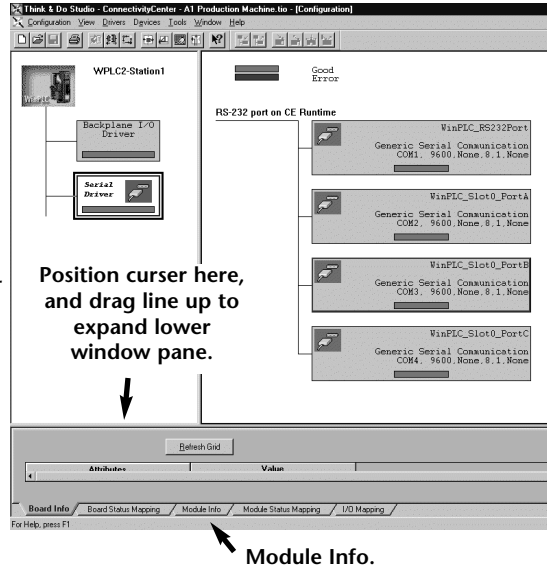 Think & Do Studio - ConnectivityCenter - A1 Production Machine.tio - [Configuration]
Configuration View Drivers Devices Tools Window Help
WPLC2-Station1
Backplane I/O
Driver
Serial
Driver
Good
Error
RS-232 port on CE Runtime
WinPLC_RS232Port
Generic Serial Communication
COM1, 9600,None,8,1,None
WinPLC_Slot0_PortA
Generic Serial Communication
COM2, 9600,None,8,1,None
WinPLC_Slot0_PortB
Generic Serial Communication
COM3, 9600,None,8,1,None
WinPLC_Slot0_PortC
Generic Serial Communication
COM4, 9600,None,8,1,None
Position curser here,
and drag line up to
expand lower
window pane.
Refresh Grid
Attributes Value
Board Info Board Status Mapping Module Info Module Status Mapping I/O Mapping
For Help, press F1
Module Info.